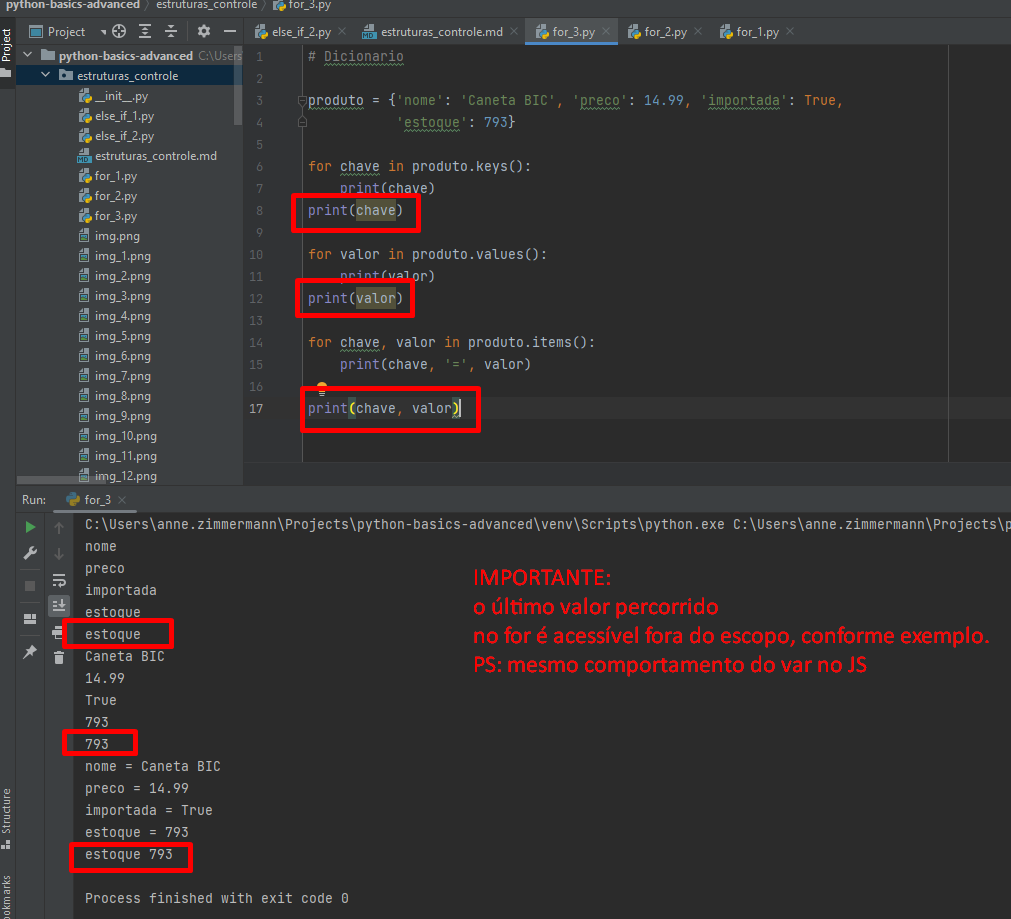 python-basics-advanced › estruturas_controle › for_3.py
Project
else_if_2.py × estruturas_controle.md × for_3.py × for_2.py × for_1.py ×
Project
python-basics-advanced C:\Users
estruturas_controle
__init__.py
else_if_1.py
else_if_2.py
estruturas_controle.md
for_1.py
for_2.py
for_3.py
img.png
img_1.png
img_2.png
img_3.png
img_4.png
img_5.png
img_6.png
img_7.png
img_8.png
img_9.png
img_10.png
img_11.png
img_12.png
1 # Dicionario
2
3 produto = {'nome': 'Caneta BIC', 'preco': 14.99, 'importada': True,
4 'estoque': 793}
5
6 for chave in produto.keys():
7 print(chave)
8 print(chave)
9
10 for valor in produto.values():
11 print(valor)
12 print(valor)
13
14 for chave, valor in produto.items():
15 print(chave, '=', valor)
16
17 print(chave, valor)
Run: for_3 ×
C:\Users\anne.zimmermann\Projects\python-basics-advanced\venv\Scripts\python.exe C:\Users/anne.zimmermann\Projects\p
nome
preco
importada
estoque
estoque
Caneta BIC
14.99
True
793
793
nome = Caneta BIC
preco = 14.99
importada = True
estoque = 793
estoque 793
Process finished with exit code 0
IMPORTANTE:
o último valor percorrido
no for é acessível fora do escopo, conforme exemplo.
PS: mesmo comportamento do var no JS
Structure
okmarks